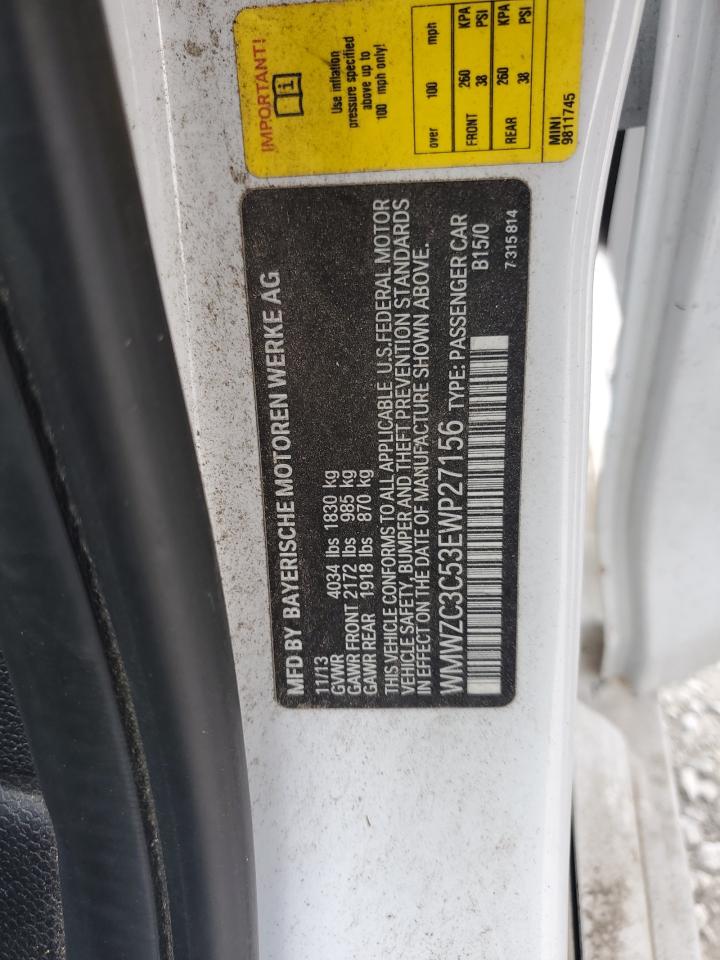 IMPORTANT!
i
Use inflation
pressure specified
above up to
100 mph only!
over 100 mph
KPA PSI
FRONT 260 38
KPA PSI
REAR 260 38
MINI
9811745
MFD BY BAYERISCHE MOTOREN WERKE AG
11/13
GVWR 4034 lbs 1830 kg
GAWR FRONT 2172 lbs 985 kg
GAWR REAR 1918 lbs 870 kg
THIS VEHICLE CONFORMS TO ALL APPLICABLE U.S. FEDERAL MOTOR
VEHICLE SAFETY, BUMPER AND THEFT PREVENTION STANDARDS
IN EFFECT ON THE DATE OF MANUFACTURE SHOWN ABOVE.
WMWZC3C53EWP27156 TYPE: PASSENGER CAR
B15/0
7 315 814